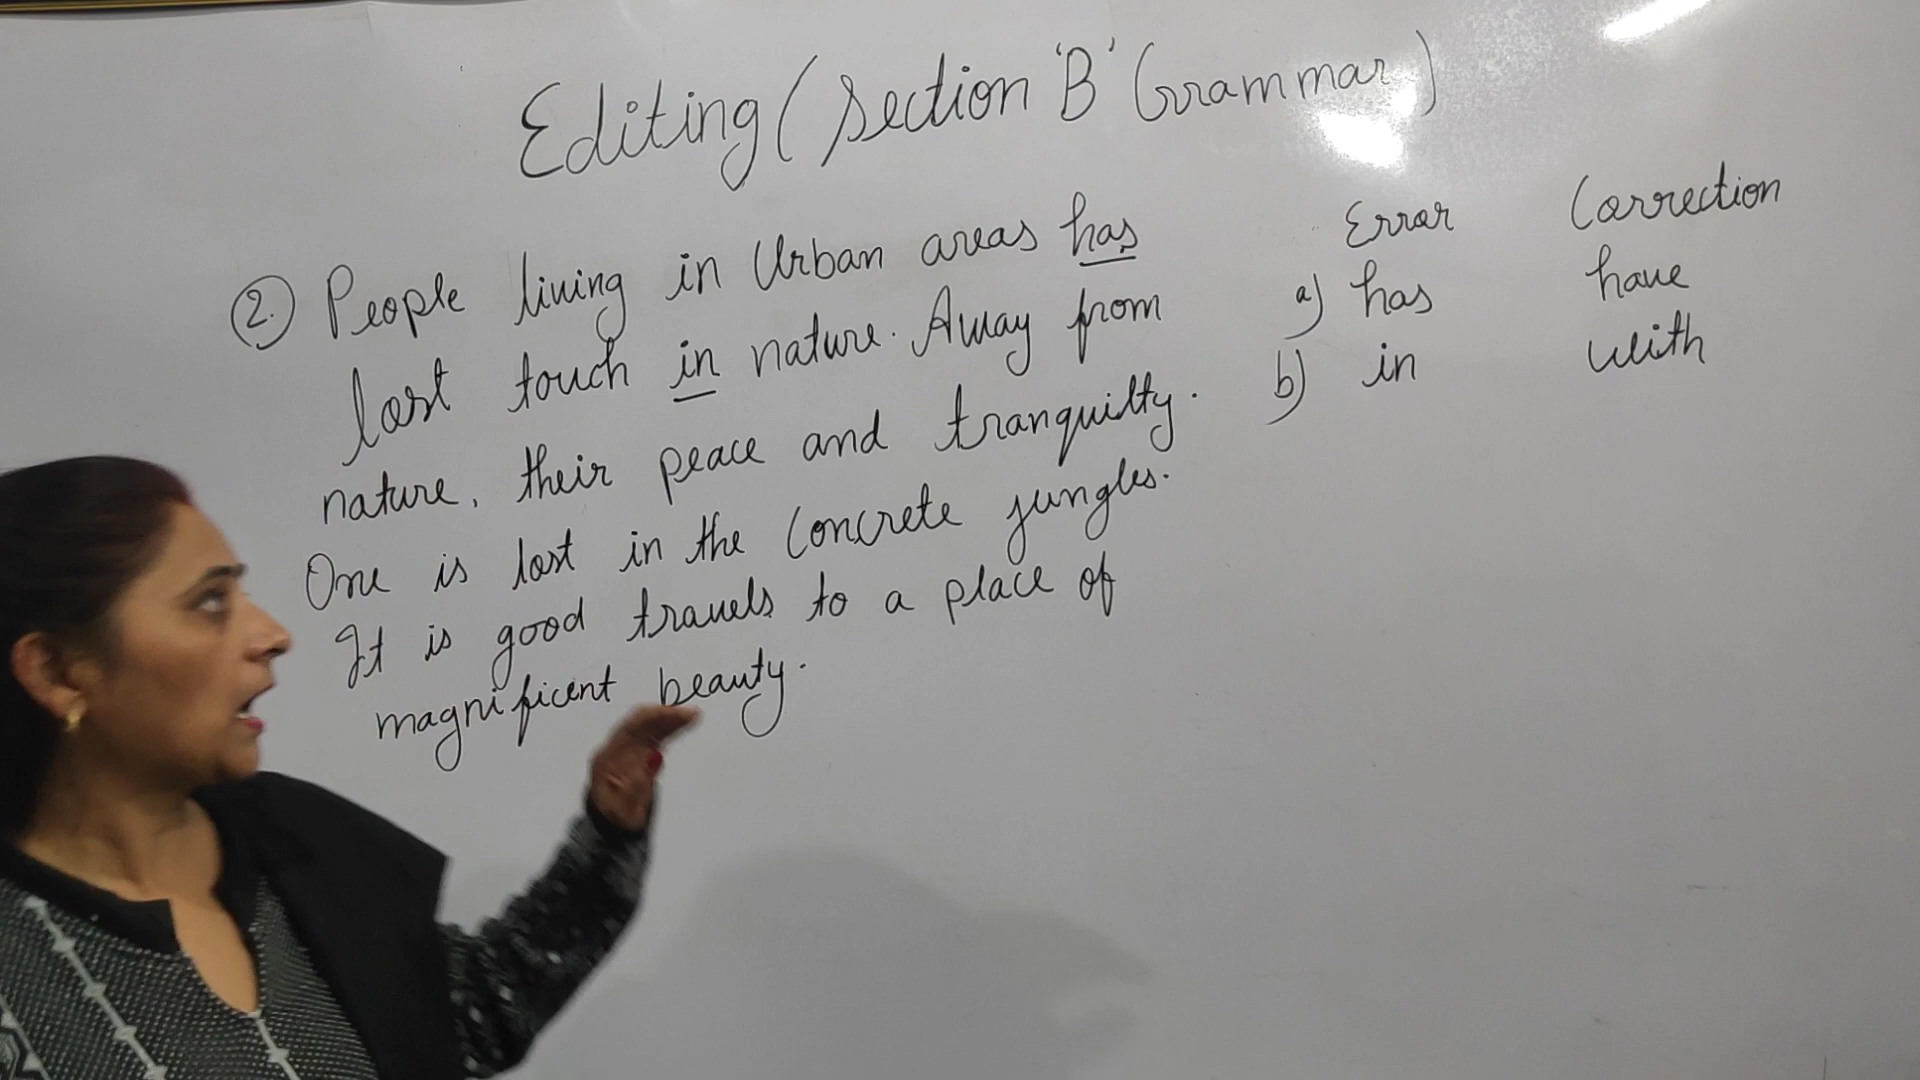 Editing (Section 'B' Grammar)
2. People living in Urban areas has
lost touch in nature. Away from
nature, their peace and tranquilty.
One is lost in the Concrete jungles.
It is good travels to a place of
magnificent beauty.
Error Correction
a) has have
b) in with